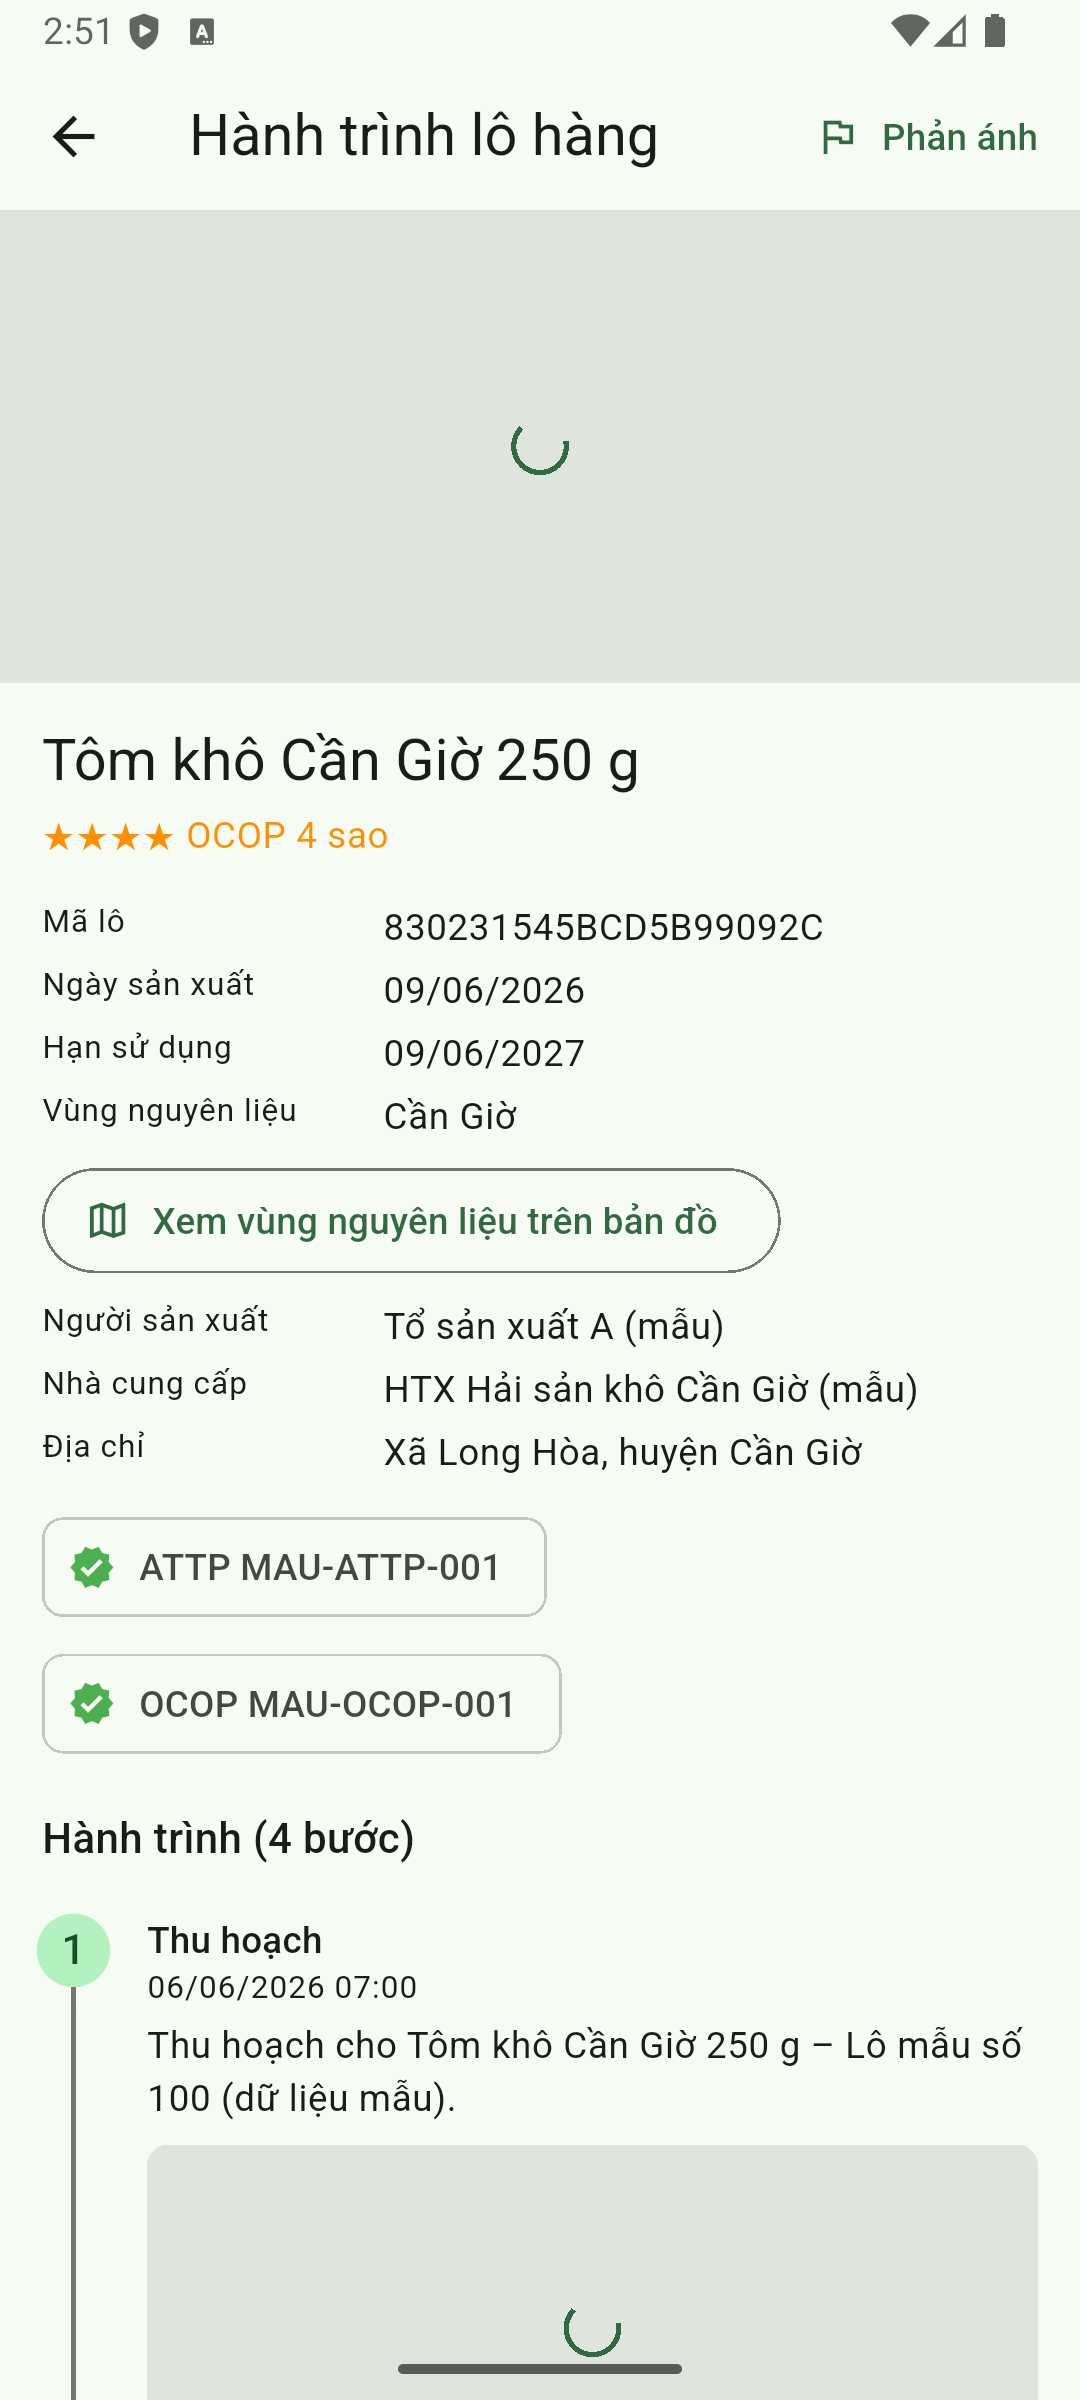 2:51
Hành trình lô hàng
Phản ánh
Tôm khô Cần Giờ 250 g
★★★★ OCOP 4 sao
Mã lô 830231545BCD5B99092C
Ngày sản xuất 09/06/2026
Hạn sử dụng 09/06/2027
Vùng nguyên liệu Cần Giờ
Xem vùng nguyên liệu trên bản đồ
Người sản xuất Tổ sản xuất A (mẫu)
Nhà cung cấp HTX Hải sản khô Cần Giờ (mẫu)
Địa chỉ Xã Long Hòa, huyện Cần Giờ
ATTP MAU-ATTP-001
OCOP MAU-OCOP-001
Hành trình (4 bước)
1 Thu hoạch
06/06/2026 07:00
Thu hoạch cho Tôm khô Cần Giờ 250 g – Lô mẫu số
100 (dữ liệu mẫu).